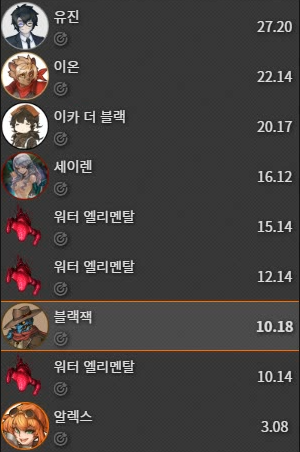 유진
27.20
이온
22.14
이카 더 블랙
20.17
세이렌
16.12
워터 엘리멘탈
15.14
워터 엘리멘탈
12.14
블랙잭
10.18
워터 엘리멘탈
10.14
알렉스
3.08